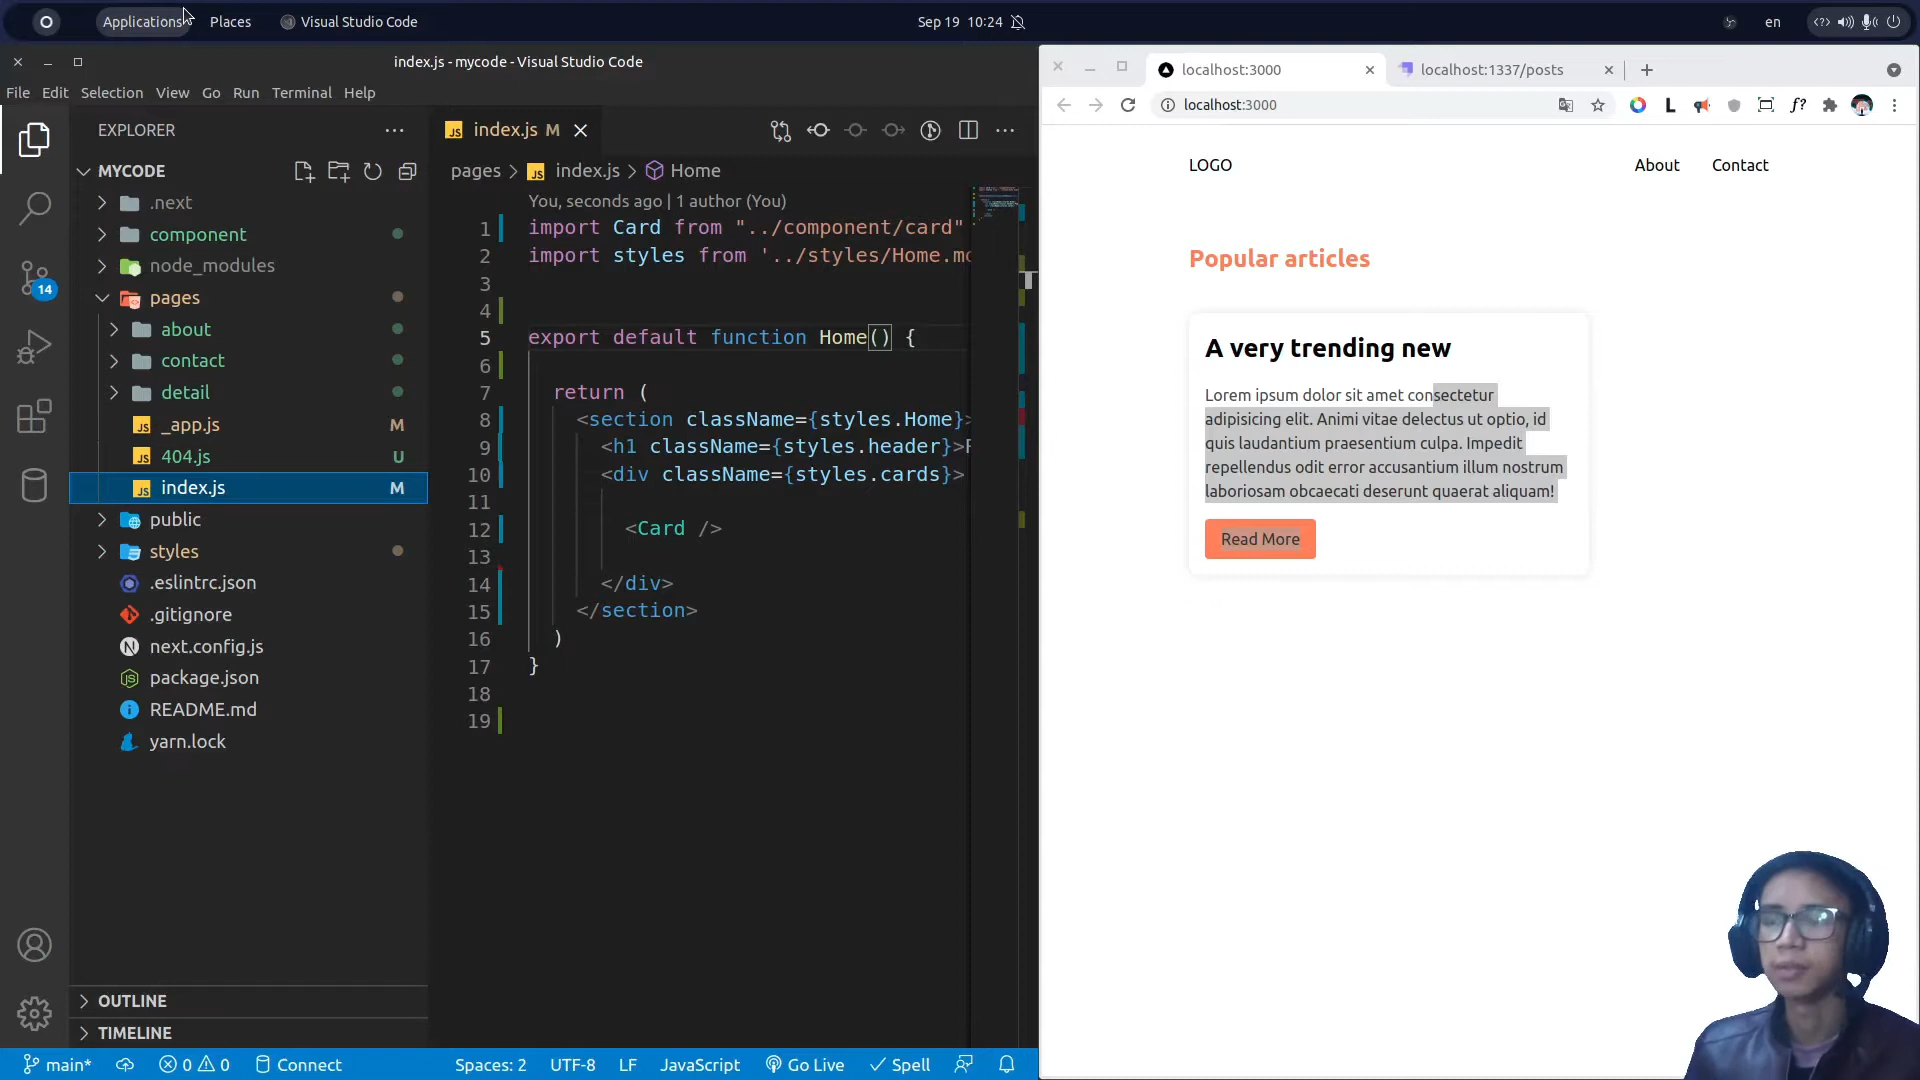 Applications
Places
Visual Studio Code
Sep 19 10:24
en
index.js - mycode - Visual Studio Code
File Edit Selection View Go Run Terminal Help
EXPLORER
MYCODE
.next
component
node_modules
pages
about
contact
detail
_app.js M
404.js U
index.js M
public
styles
.eslintrc.json
.gitignore
next.config.js
package.json
README.md
yarn.lock
OUTLINE
TIMELINE
14
index.js M
pages > index.js > Home
You, seconds ago | 1 author (You)
1 import Card from "../component/card"
2 import styles from '../styles/Home.mo
3
4
5 export default function Home() {
6
7 return (
8 <section className={styles.Home}>
9 <h1 className={styles.header}>P
10 <div className={styles.cards}>
11
12 <Card />
13
14 </div>
15 </section>
16 )
17 }
18
19
main* 0 0 Connect Spaces: 2 UTF-8 LF JavaScript Go Live Spell
localhost:3000
localhost:1337/posts
localhost:3000
LOGO
About
Contact
Popular articles
A very trending new
Lorem ipsum dolor sit amet consectetur
adipisicing elit. Animi vitae delectus ut optio, id
quis laudantium praesentium culpa. Impedit
repellendus odit error accusantium illum nostrum
laboriosam obcaecati deserunt quaerat aliquam!
Read More